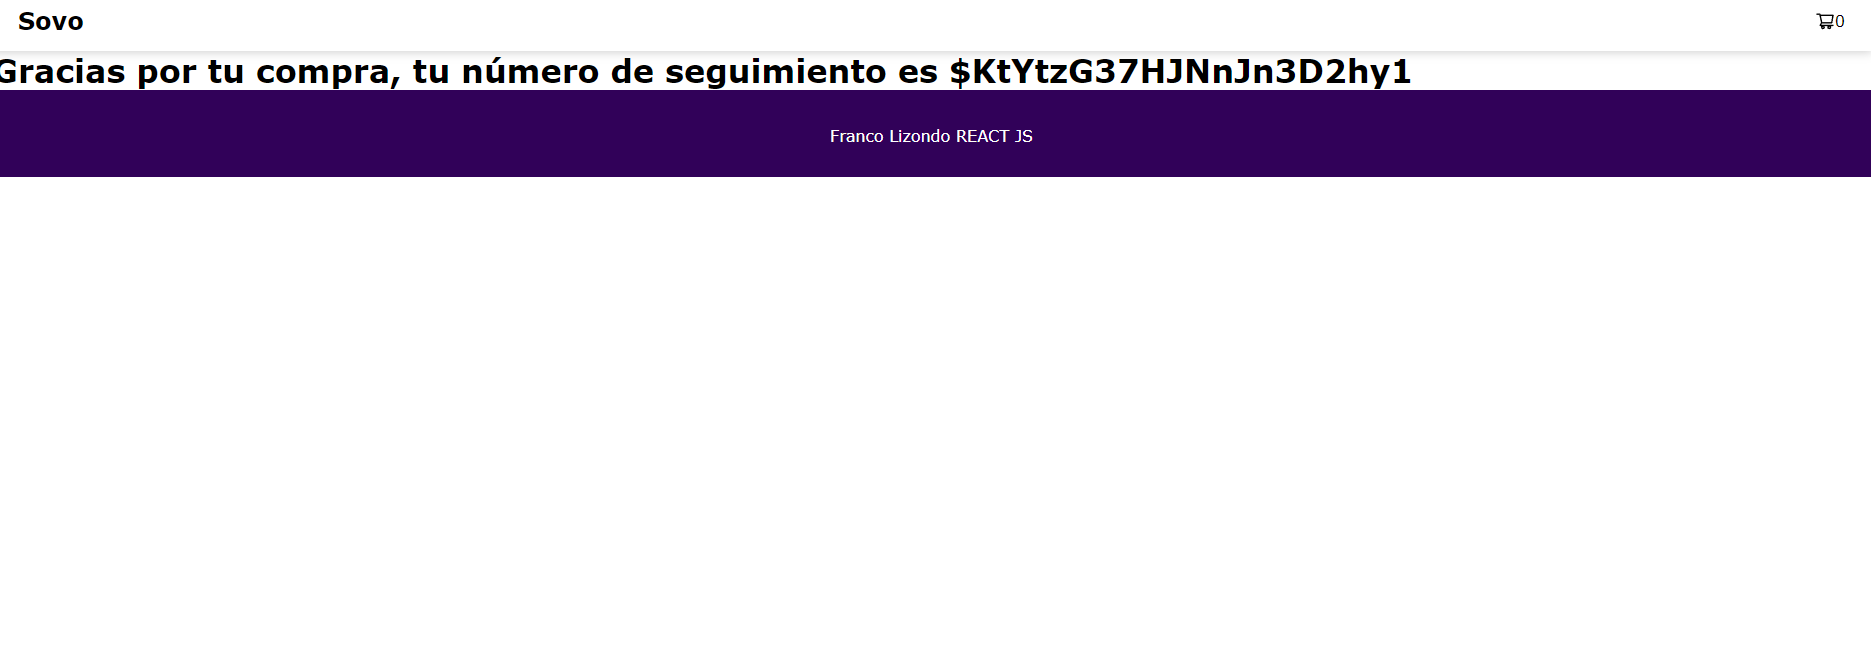 Sovo
0
Gracias por tu compra, tu número de seguimiento es $KtYtzG37HJNnJn3D2hy1
Franco Lizondo REACT JS